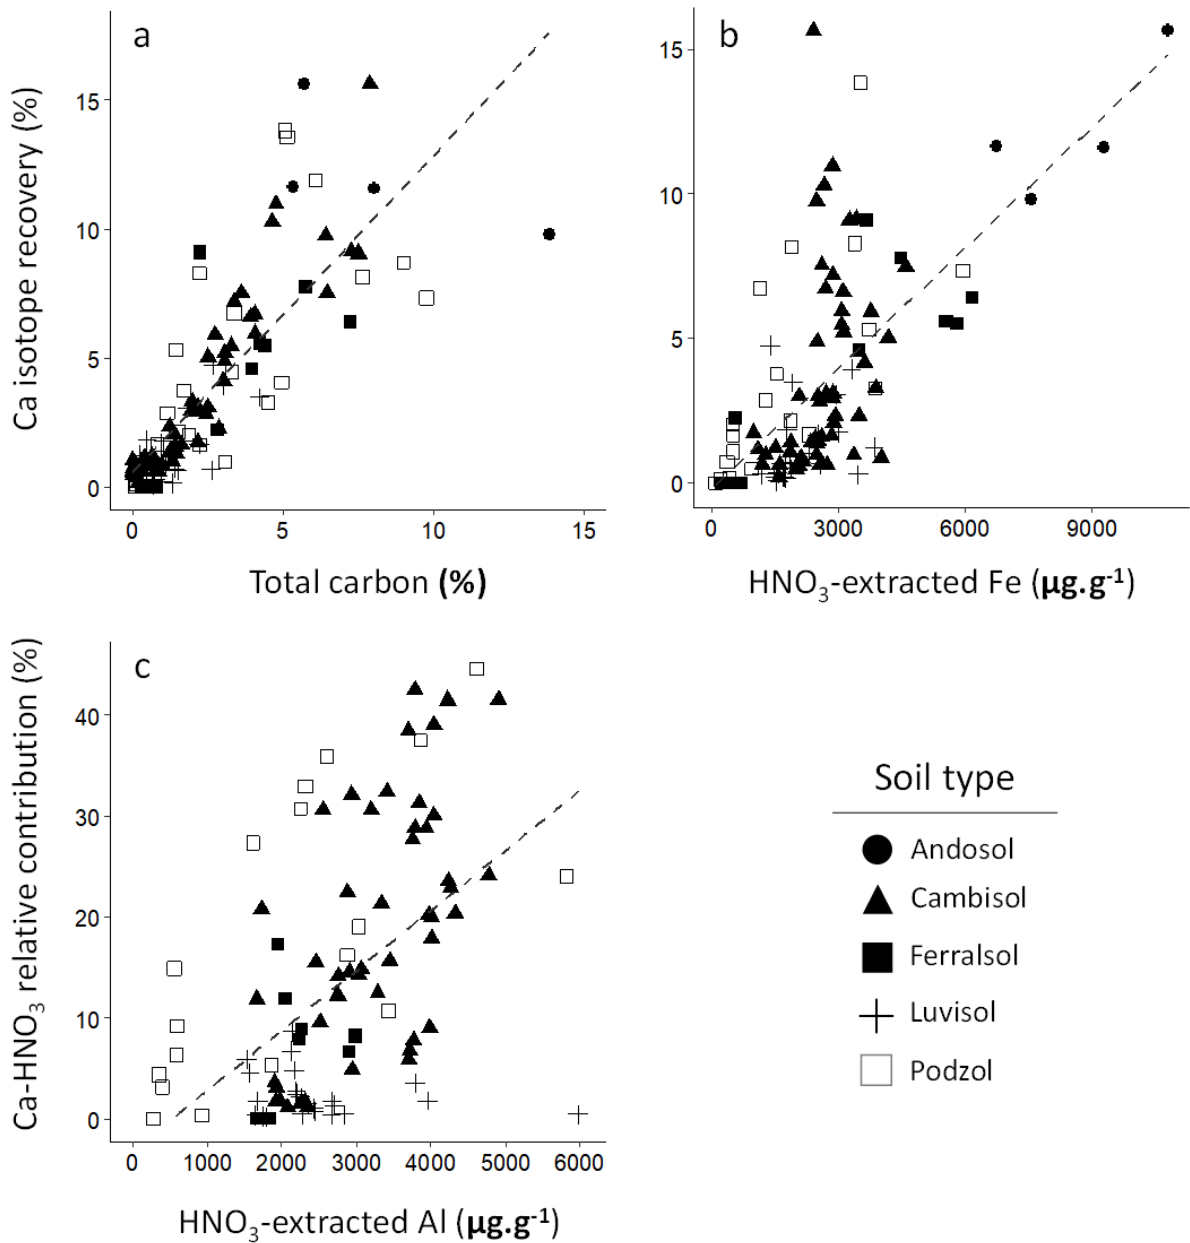 a
Ca isotope recovery (%)
15
10
5
0
0 5 10 15
Total carbon (%)
b
15
10
5
0
0 3000 6000 9000
HNO3-extracted Fe (µg.g-1)
c
Ca-HNO3 relative contribution (%)
40
30
20
10
0
0 1000 2000 3000 4000 5000 6000
HNO3-extracted Al (µg.g-1)
Soil type
Andosol
Cambisol
Ferralsol
Luvisol
Podzol